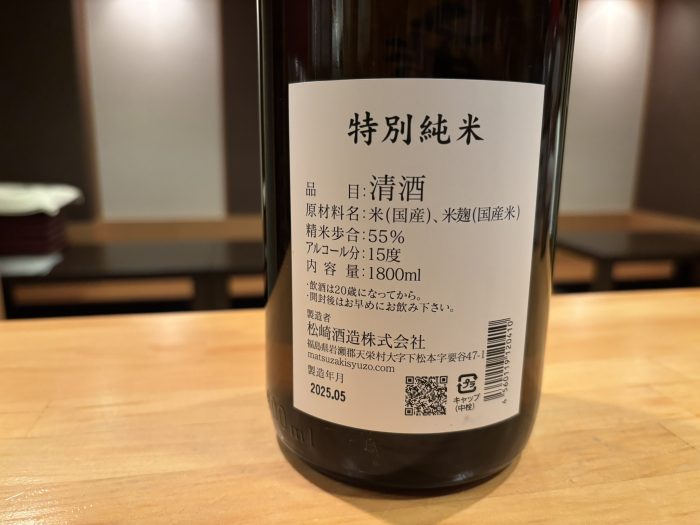 特別純米
品 目:清酒
原材料名:米(国産)、米麹(国産米)
精米歩合:55%
アルコール分:15度
内 容 量:1800ml
・飲酒は20歳になってから。
・開封後はお早めにお飲み下さい。
製造者
松崎酒造株式会社
福島県岩瀬郡天栄村大字下松本字要谷47-1
matsuzakisyuzo.com
製造年月
2025.05
プラ
キャップ
(中栓)
4 560119 120410